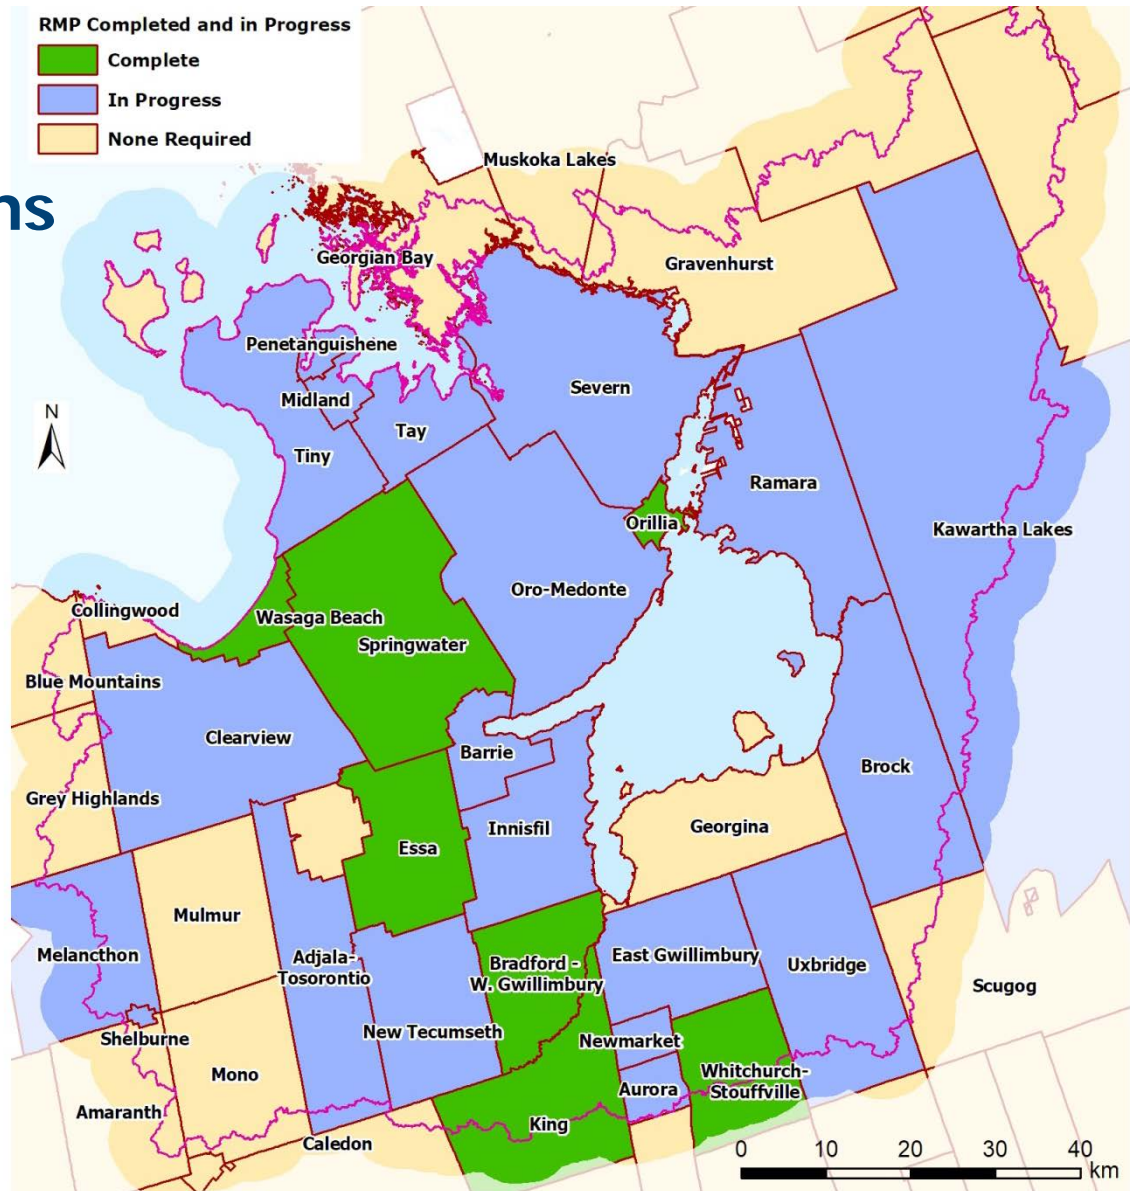 RMP Completed and in Progress
Complete
In Progress
None Required
ns
Muskoka Lakes
Georgian Bay
Gravenhurst
Penetanguishene
Severn
Midland
N
Tay
Tiny
Ramara
Orillia
Kawartha Lakes
Oro-Medonte
Collingwood
Wasaga Beach
Springwater
Blue Mountains
Clearview
Barrie
Brock
Grey Highlands
Innisfil
Georgina
Essa
Mulmur
Melancthon
Adjala-
Tosorontio
Bradford -
W. Gwillimbury
East Gwillimbury
Uxbridge
Scugog
New Tecumseth
Shelburne
Newmarket
Mono
Whitchurch-
Stouffville
Aurora
Amaranth
King
Caledon
0 10 20 30 40
km